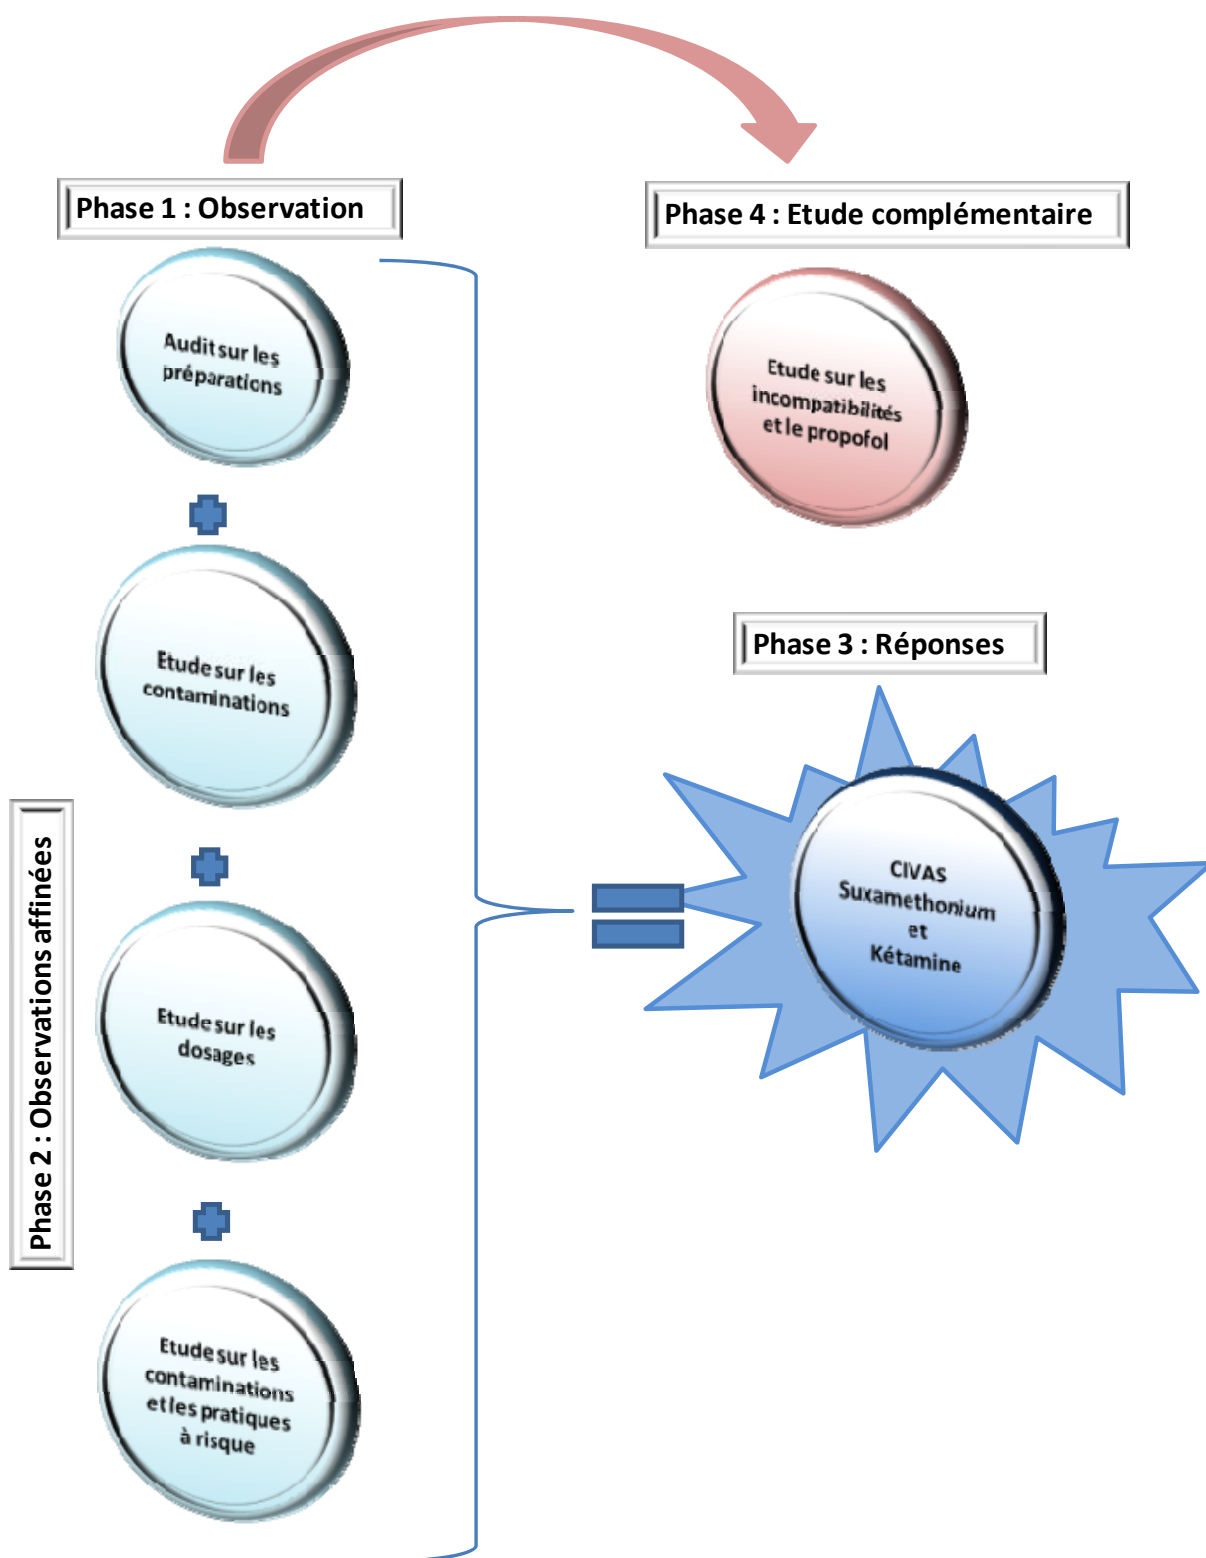 Phase 1 : Observation
Audit sur les
préparations
Phase 2 : Observations affinées
Etude sur les
contaminations
Etude sur les
dosages
Etude sur les
contaminations
et les pratiques
à risque
Phase 3 : Réponses
CIVAS
Suxamethonium
et
Kétamine
Phase 4 : Etude complémentaire
Etude sur les
incompatibilités
et le propofol